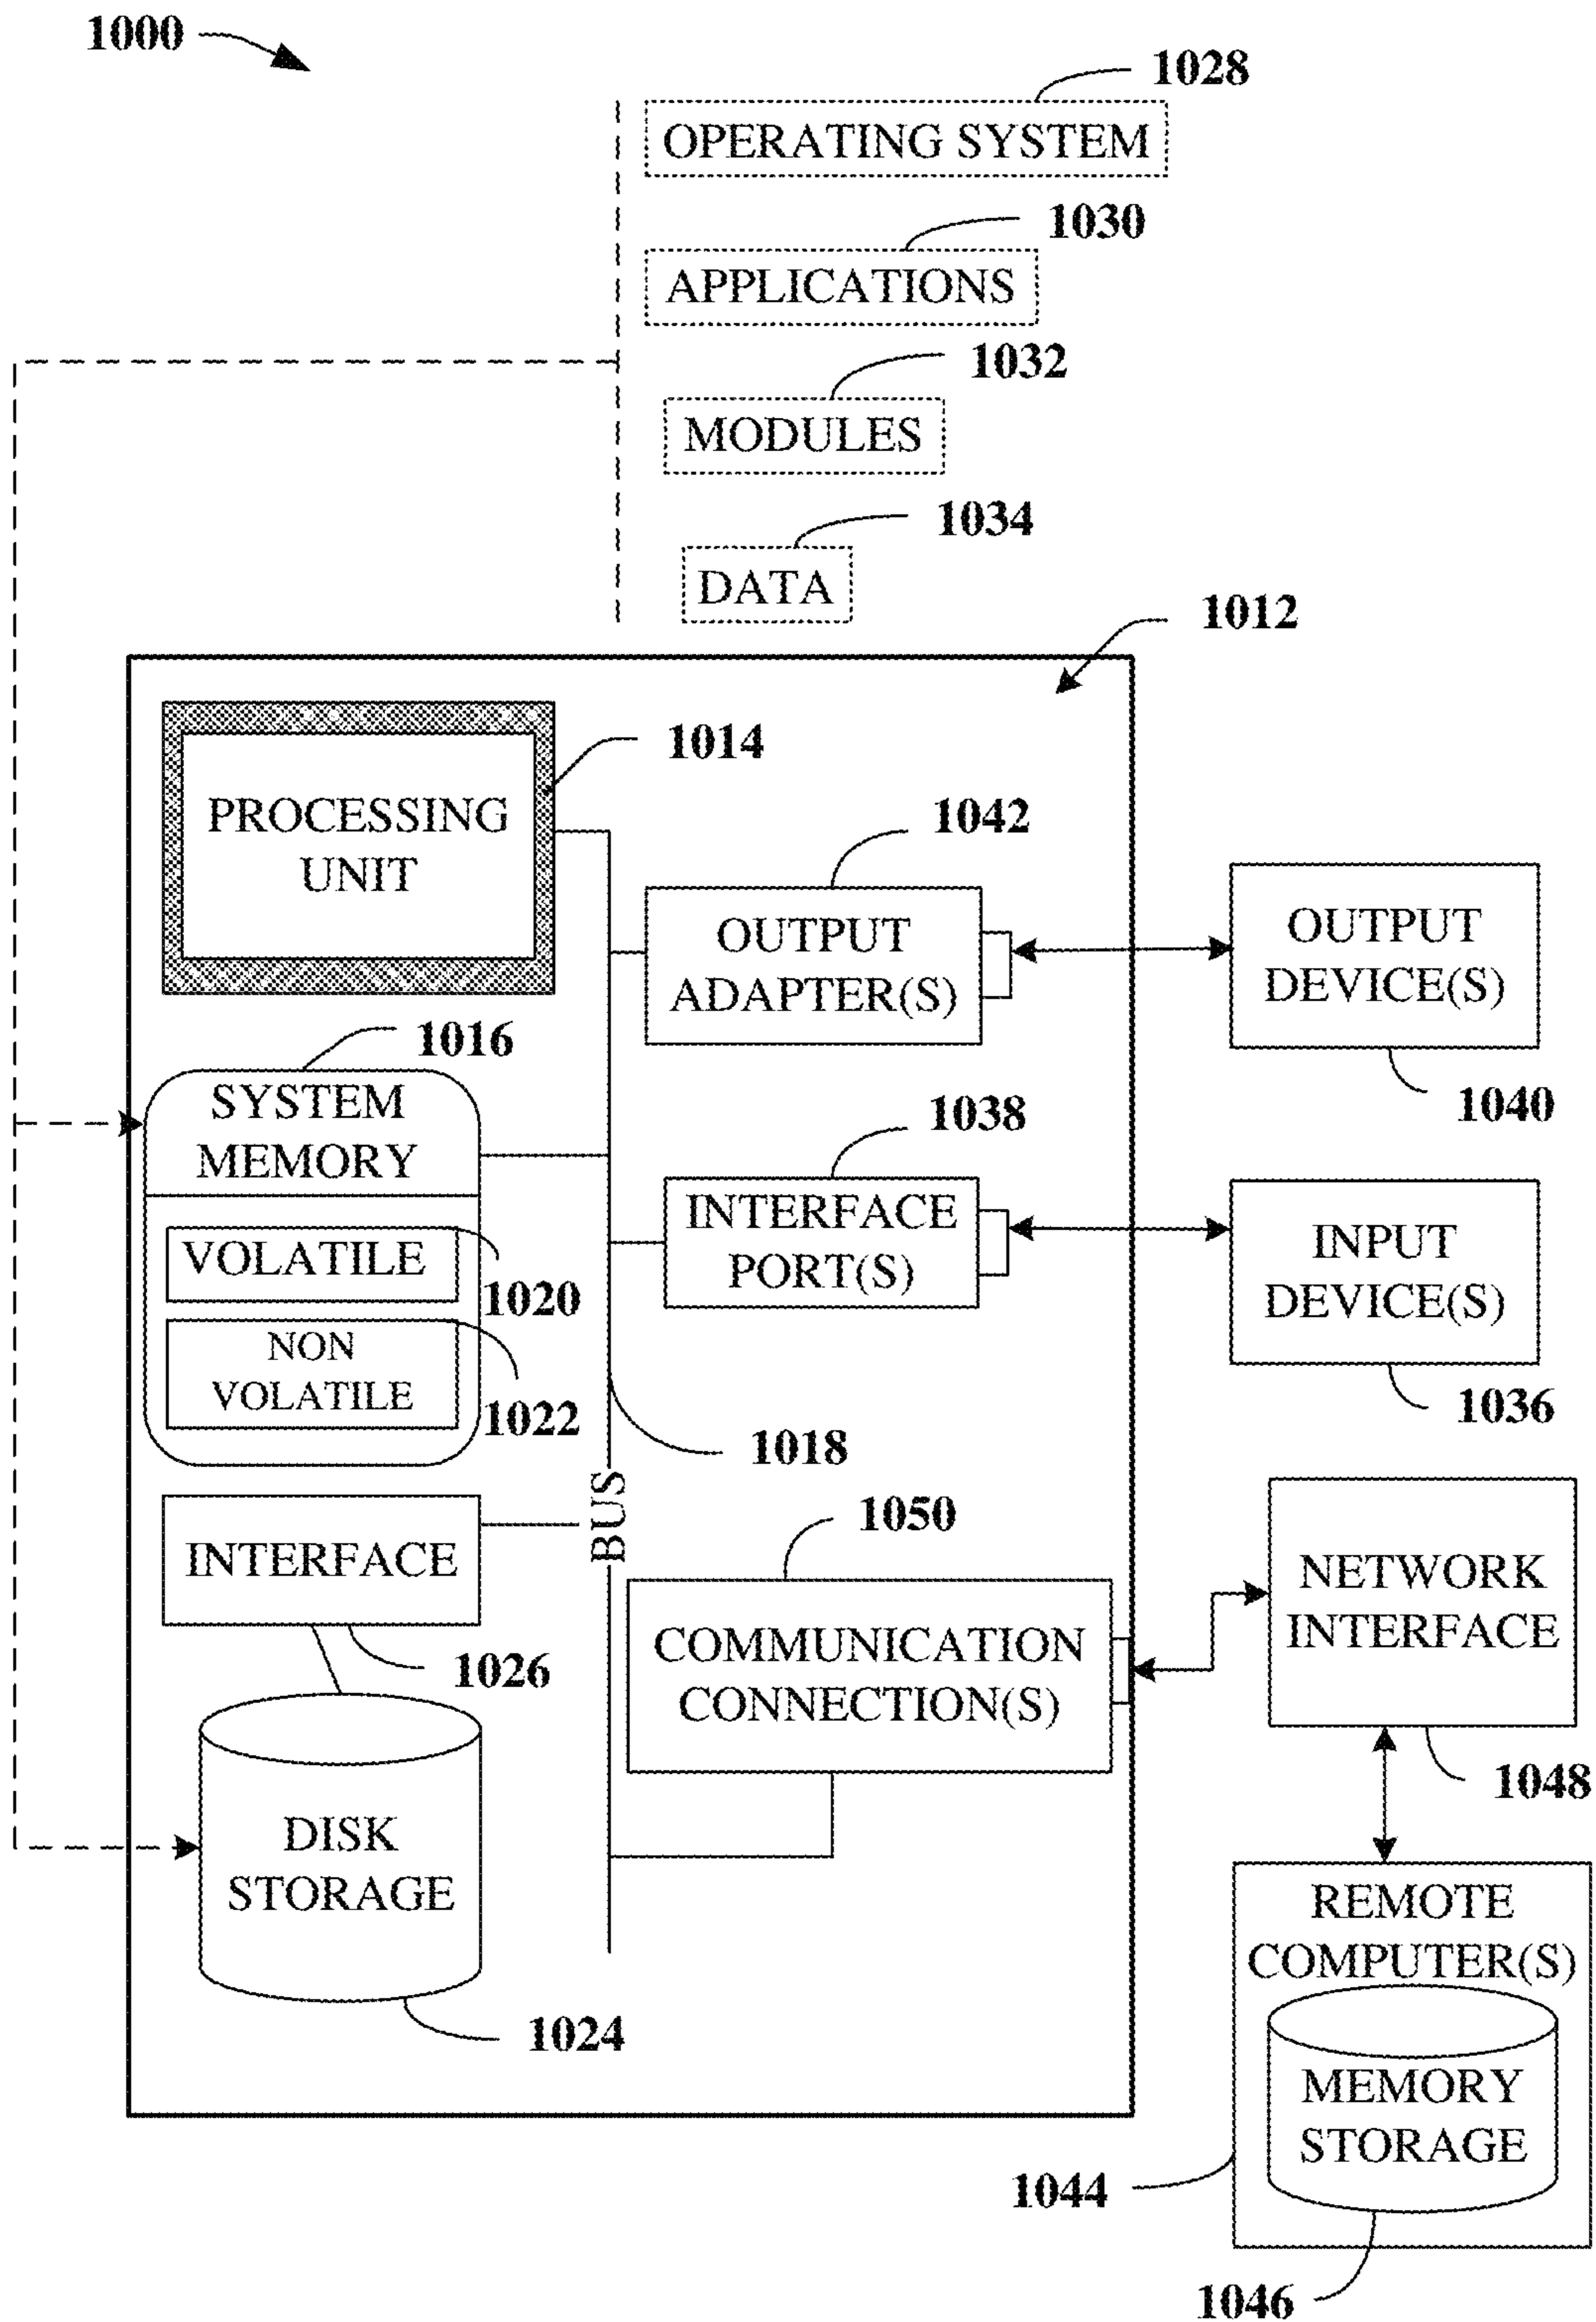 1000
1028
OPERATING SYSTEM
1030
APPLICATIONS
1032
MODULES
1034
DATA
1012
1014
PROCESSING
UNIT
1042
OUTPUT
ADAPTER(S)
OUTPUT
DEVICE(S)
1040
1016
SYSTEM
MEMORY
VOLATILE
1020
NON
VOLATILE
1022
1038
INTERFACE
PORT(S)
INPUT
DEVICE(S)
1036
1018
BUS
INTERFACE
1026
1050
COMMUNICATION
CONNECTION(S)
NETWORK
INTERFACE
1048
DISK
STORAGE
1024
REMOTE
COMPUTER(S)
MEMORY
STORAGE
1044
1046